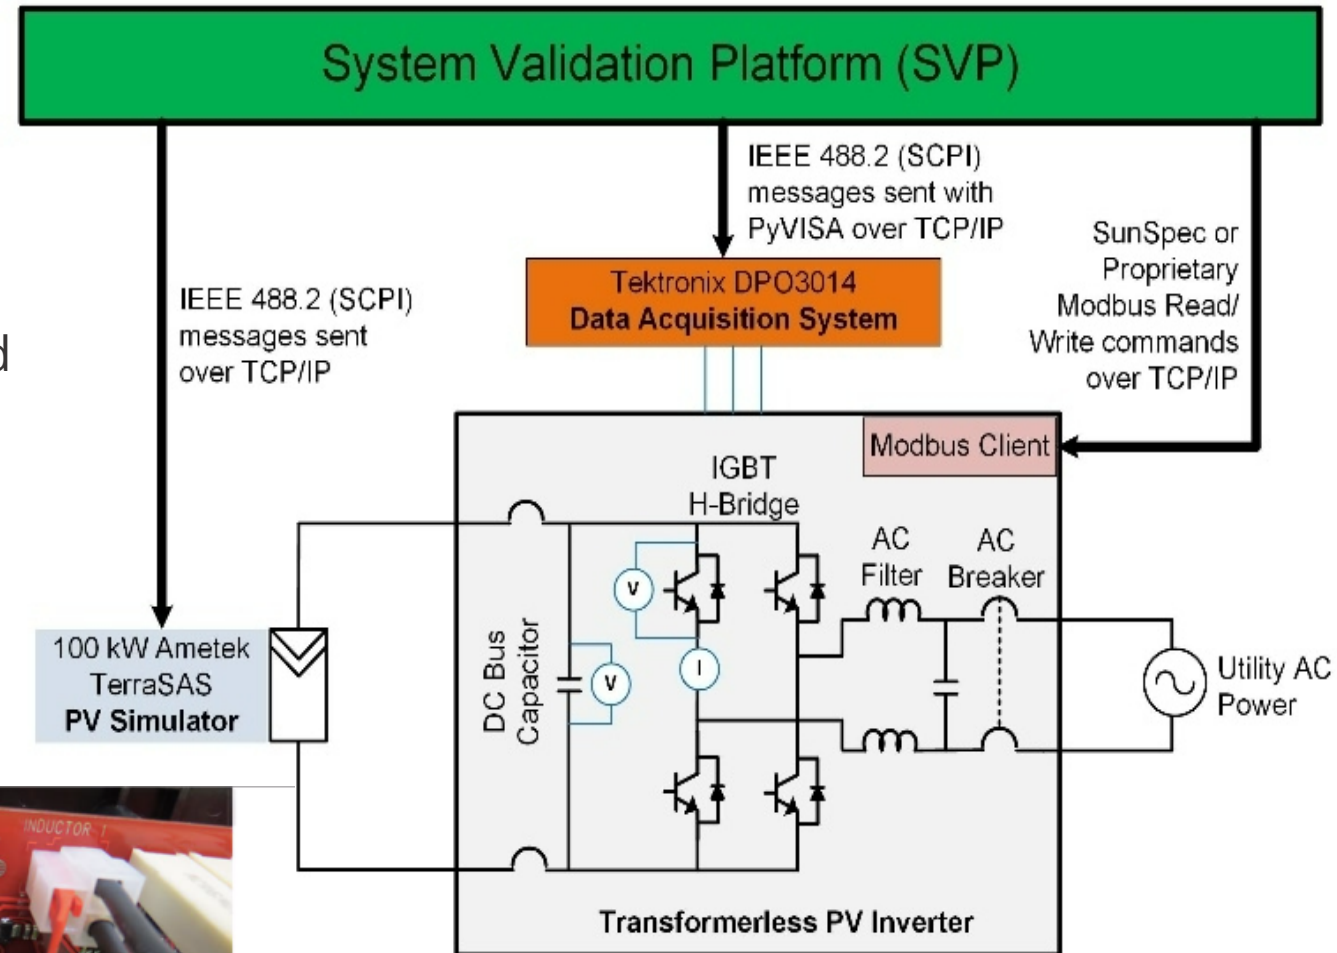 System Validation Platform (SVP)
IEEE 488.2 (SCPI)
messages sent with
PyVISA over TCP/IP
SunSpec or
Proprietary
Modbus Read/
Write commands
over TCP/IP
IEEE 488.2 (SCPI)
messages sent
over TCP/IP
d
Tektronix DPO3014
Data Acquisition System
Modbus Client
IGBT
H-Bridge
AC
Filter
AC
Breaker
V
I
V
DC Bus
Capacitor
100 kW Ametek
TerraSAS
PV Simulator
Utility AC
Power
Transformerless PV Inverter
INDUCTOR 1